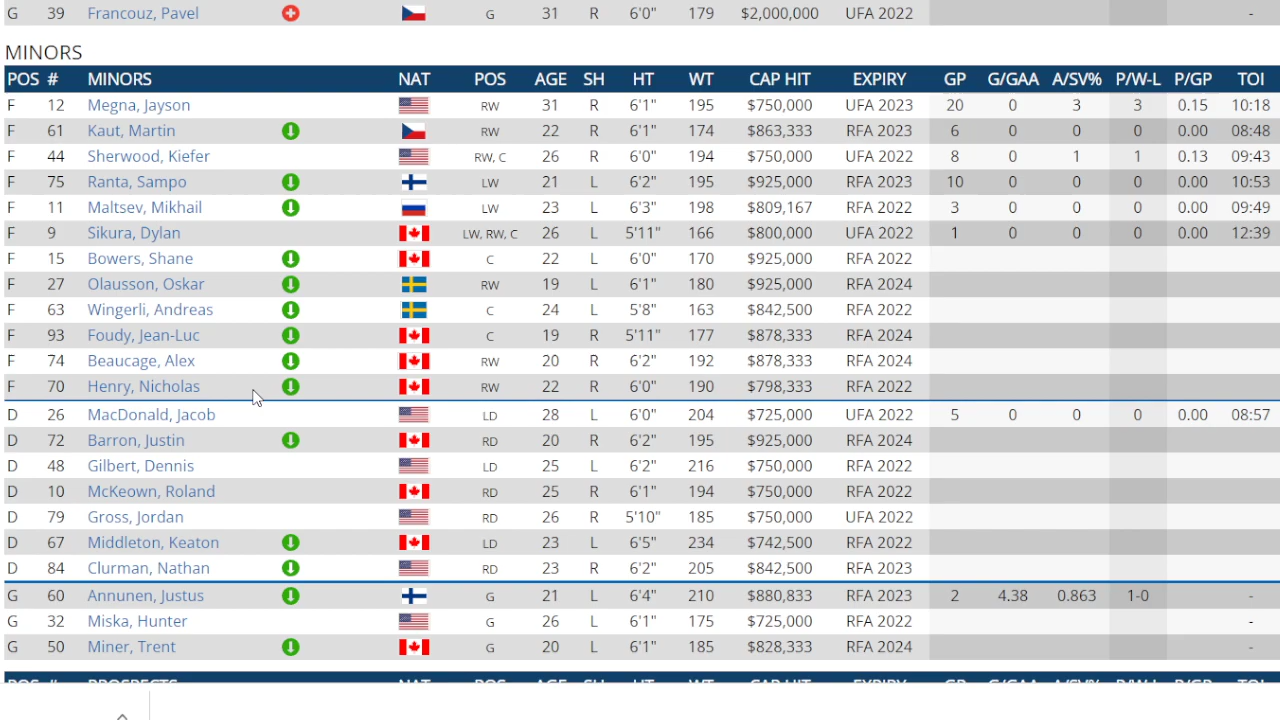 G 39 Francouz, Pavel G 31 R 6'0" 179 $2,000,000 UFA 2022 -
MINORS
POS # MINORS NAT POS AGE SH HT WT CAP HIT EXPIRY GP G/GAA A/SV% P/W-L P/GP TOI
F 12 Megna, Jayson RW 31 R 6'1" 195 $750,000 UFA 2023 20 0 3 3 0.15 10:18
F 61 Kaut, Martin RW 22 R 6'1" 174 $863,333 RFA 2023 6 0 0 0 0.00 08:48
F 44 Sherwood, Kiefer RW, C 26 R 6'0" 194 $750,000 UFA 2022 8 0 1 1 0.13 09:43
F 75 Ranta, Sampo LW 21 L 6'2" 195 $925,000 RFA 2023 10 0 0 0 0.00 10:53
F 11 Maltsev, Mikhail LW 23 L 6'3" 198 $809,167 RFA 2023 3 0 0 0 0.00 09:49
F 9 Sikura, Dylan LW, RW, C 26 L 5'11" 166 $800,000 UFA 2022 1 0 0 0 0.00 12:39
F 15 Bowers, Shane C 22 L 6'0" 170 $925,000 RFA 2022
F 27 Olausson, Oskar RW 19 L 6'1" 180 $925,000 RFA 2024
F 63 Wingerli, Andreas C 24 L 5'8" 163 $842,500 RFA 2022
F 93 Foudy, Jean-Luc C 19 R 5'11" 177 $878,333 RFA 2024
F 74 Beaucage, Alex RW 20 R 6'2" 192 $878,333 RFA 2024
F 70 Henry, Nicholas RW 22 R 6'0" 190 $798,333 RFA 2022
D 26 MacDonald, Jacob LD 28 L 6'0" 204 $725,000 UFA 2022 5 0 0 0 0.00 08:57
D 72 Barron, Justin RD 20 R 6'2" 195 $925,000 RFA 2024
D 48 Gilbert, Dennis LD 25 L 6'2" 216 $750,000 RFA 2022
D 10 McKeown, Roland RD 25 R 6'1" 194 $750,000 RFA 2022
D 79 Gross, Jordan RD 26 R 5'10" 185 $750,000 UFA 2022
D 67 Middleton, Keaton LD 23 L 6'5" 234 $742,500 RFA 2022
D 84 Clurman, Nathan RD 23 R 6'2" 205 $842,500 RFA 2023
G 60 Annunen, Justus G 21 L 6'4" 210 $880,833 RFA 2023 2 4.38 0.863 1-0 -
G 32 Miska, Hunter G 26 L 6'1" 175 $725,000 RFA 2022 -
G 50 Miner, Trent G 20 L 6'1" 185 $828,333 RFA 2024 -
POS # PROSPECTS NAT POS AGE SH HT WT CAP HIT EXPIRY GP G/GAA A/SV% P/W-L P/GP TOI